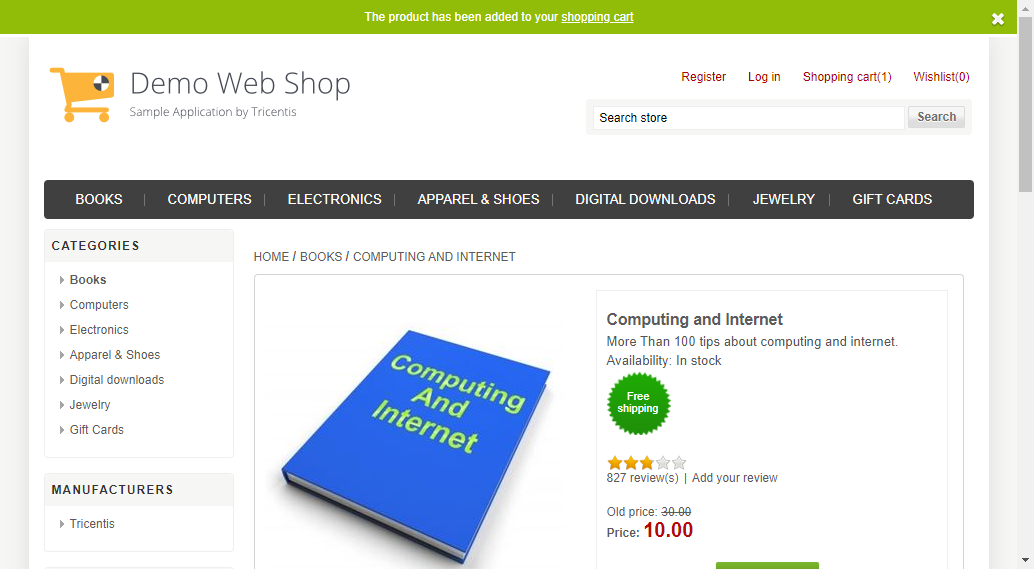 The product has been added to your shopping cart
Demo Web Shop
Sample Application by Tricentis
Register Log in Shopping cart(1) Wishlist(0)
Search store Search
BOOKS COMPUTERS ELECTRONICS APPAREL & SHOES DIGITAL DOWNLOADS JEWELRY GIFT CARDS
CATEGORIES
Books
Computers
Electronics
Apparel & Shoes
Digital downloads
Jewelry
Gift Cards
MANUFACTURERS
Tricentis
HOME / BOOKS / COMPUTING AND INTERNET
Computing
And
Internet
Computing and Internet
More Than 100 tips about computing and internet.
Availability: In stock
Free
shipping
827 review(s) | Add your review
Old price: 30.00
Price: 10.00